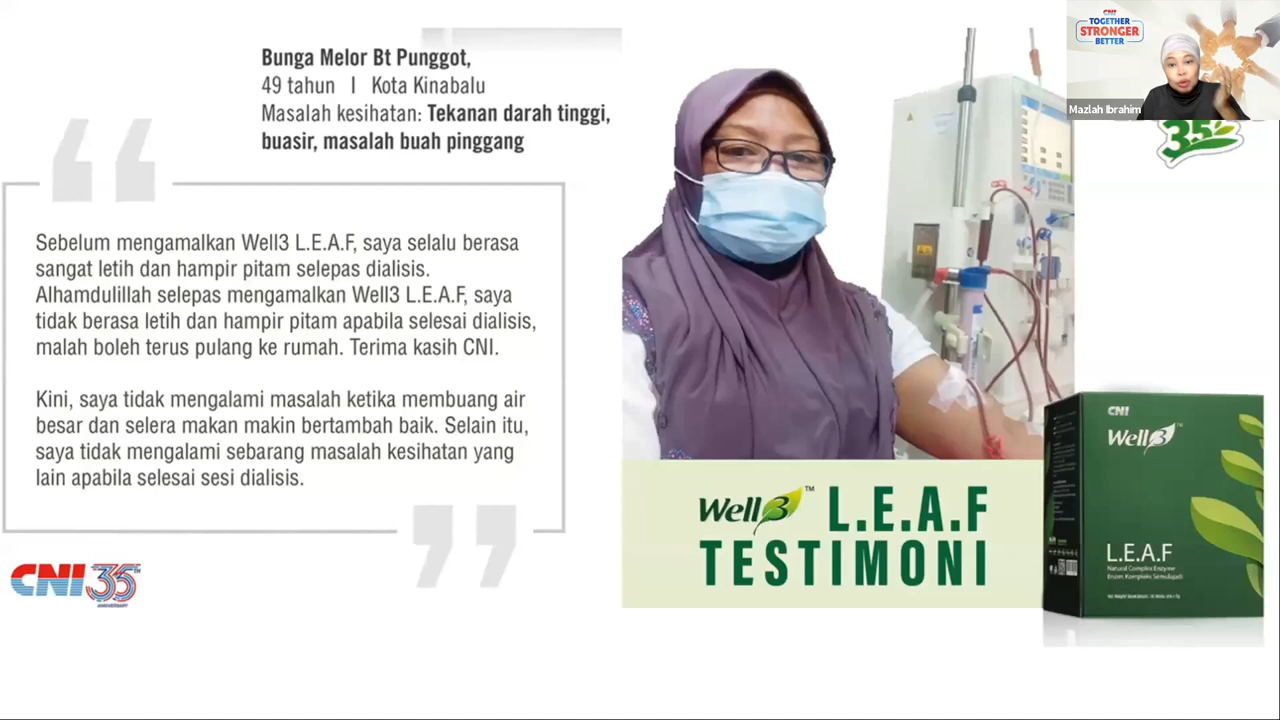 Bunga Melor Bt Punggot,
49 tahun I Kota Kinabalu
Masalah kesihatan: Tekanan darah tinggi,
buasir, masalah buah pinggang
Sebelum mengamalkan Well3 L.E.A.F, saya selalu berasa
sangat letih dan hampir pitam selepas dialisis.
Alhamdulillah selepas mengamalkan Well3 L.E.A.F, saya
tidak berasa letih dan hampir pitam apabila selesai dialisis,
malah boleh terus pulang ke rumah. Terima kasih CNI.
Kini, saya tidak mengalami masalah ketika membuang air
besar dan selera makan makin bertambah baik. Selain itu,
saya tidak mengalami sebarang masalah kesihatan yang
lain apabila selesai sesi dialisis.
CNI 35TH
ANNIVERSARY
Well3™ L.E.A.F
TESTIMONI
CNI
Well3™
L.E.A.F
Natural Complex Enzyme
Enzim Kompleks Semulajadi
CNI
TOGETHER
STRONGER
BETTER
Mazlah Ibrahim
35